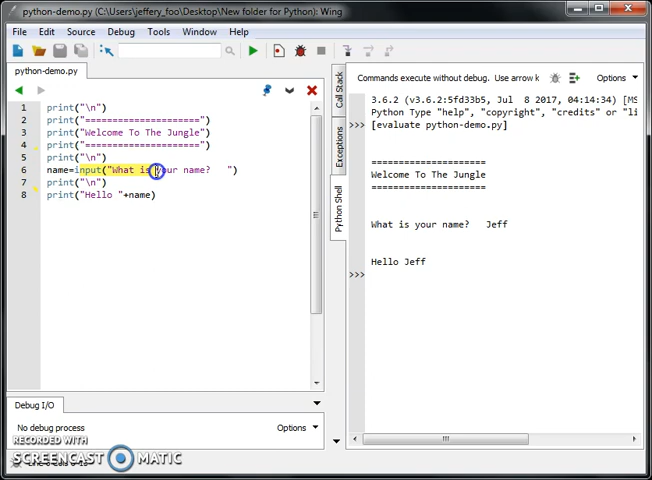 python-demo.py (C:\Users\jeffery_foo\Desktop\New folder for Python): Wing
File Edit Source Debug Tools Window Help
python-demo.py
1 print("\n")
2 print("=====================")
3 print("Welcome To The Jungle")
4 print("=====================")
5 print("\n")
6 name=input("What is your name?   ")
7 print("\n")
8 print("Hello "+name)
Debug I/O
No debug process
Options
RECORDED WITH
SCREENCAST MATIC
Call Stack
Exceptions
Python Shell
Commands execute without debug. Use arrow k
Options
3.6.2 (v3.6.2:5fd33b5, Jul  8 2017, 04:14:34) [MS
Python Type "help", "copyright", "credits" or "li
>>> [evaluate python-demo.py]
=====================
Welcome To The Jungle
=====================
What is your name?   Jeff
Hello Jeff
>>>